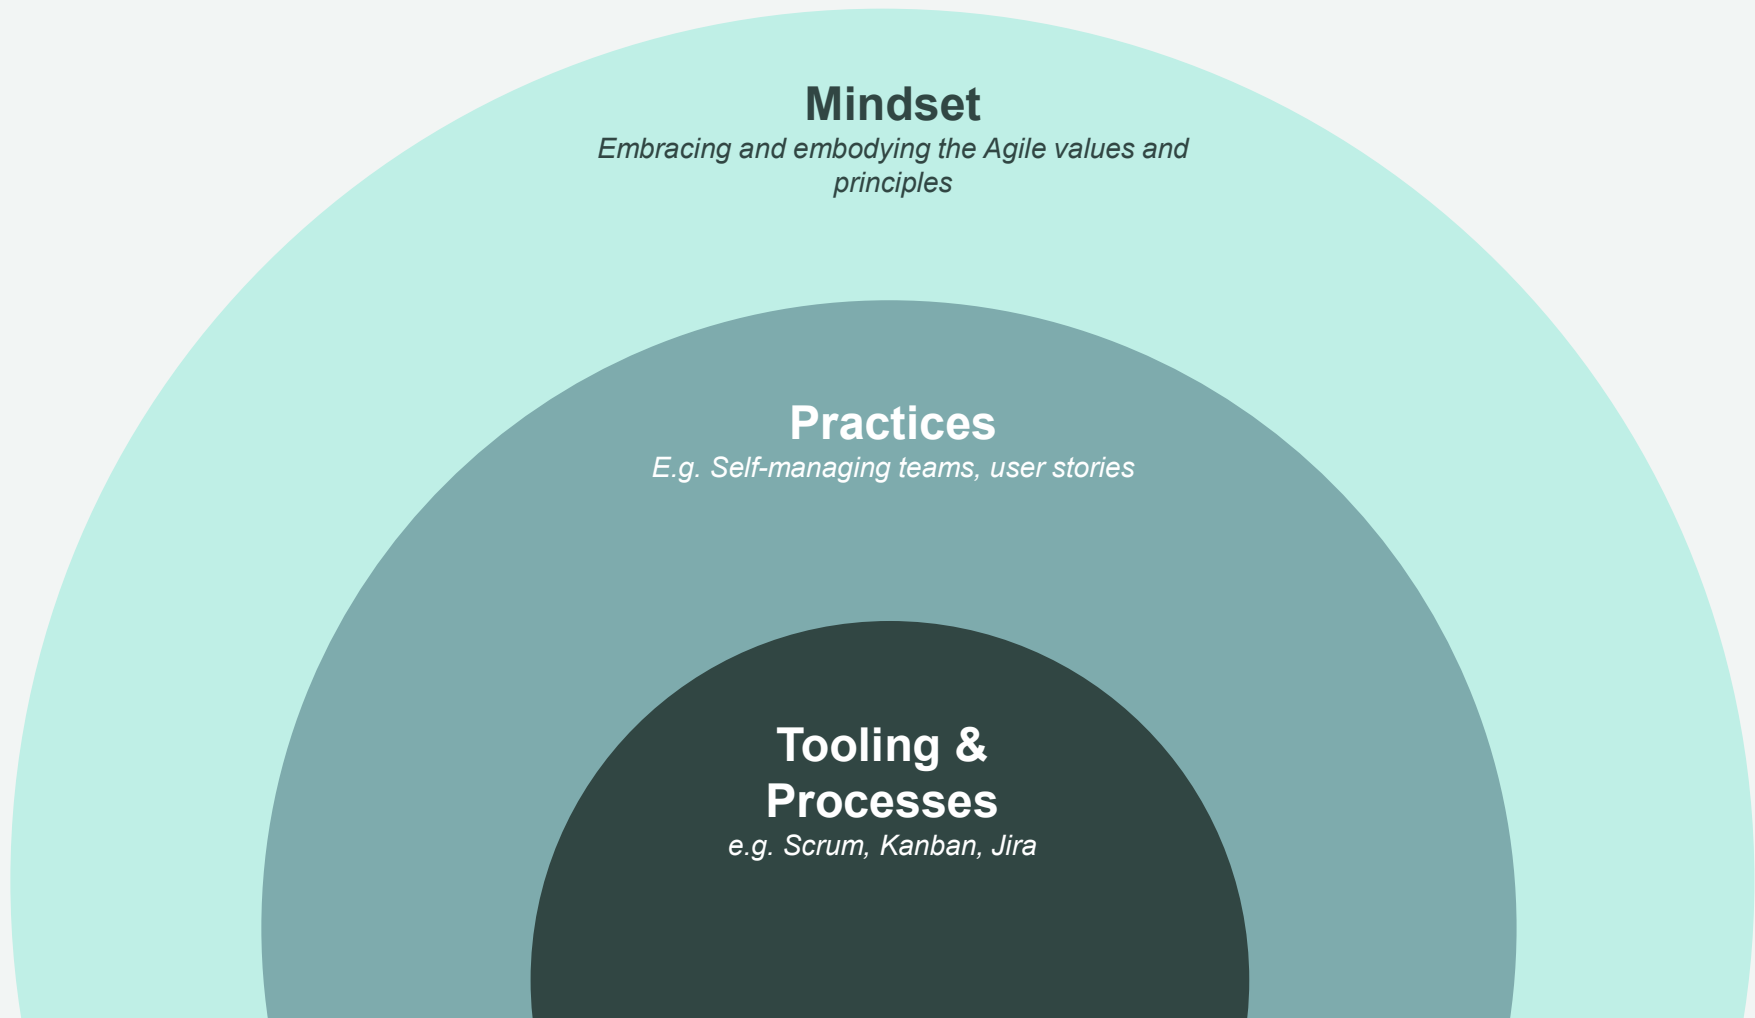 Mindset
Embracing and embodying the Agile values and
principles
Practices
E.g. Self-managing teams, user stories
Tooling &
Processes
e.g. Scrum, Kanban, Jira